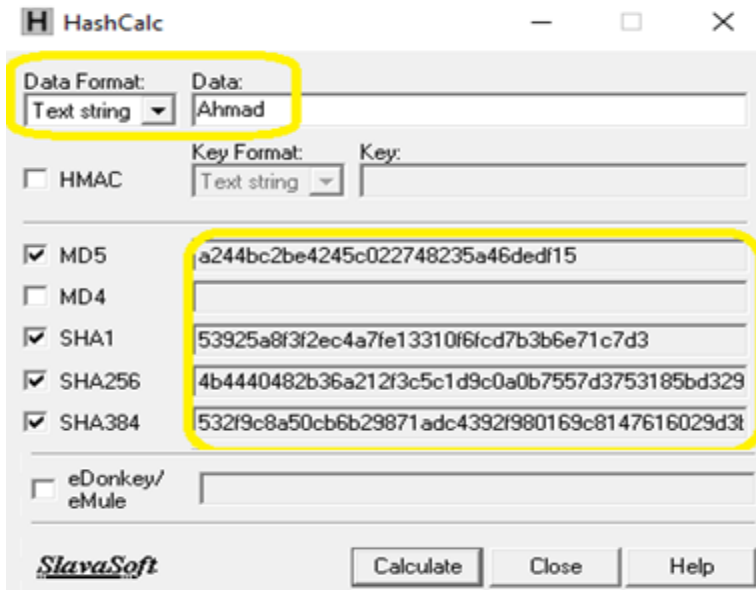 H HashCalc
Data Format: Data:
Text string Ahmad
Key Format: Key:
HMAC Text string
MD5 a244bc2be4245c022748235a46dedf15
MD4
SHA1 53925a8f3f2ec4a7fe13310f6fcd7b3b6e71c7d3
SHA256 4b4440482b36a212f3c5c1d9c0a0b7557d3753185bd329
SHA384 532f9c8a50cb6b29871adc4392f980169c8147616029d3b
eDonkey/
eMule
SlavaSoft Calculate Close Help